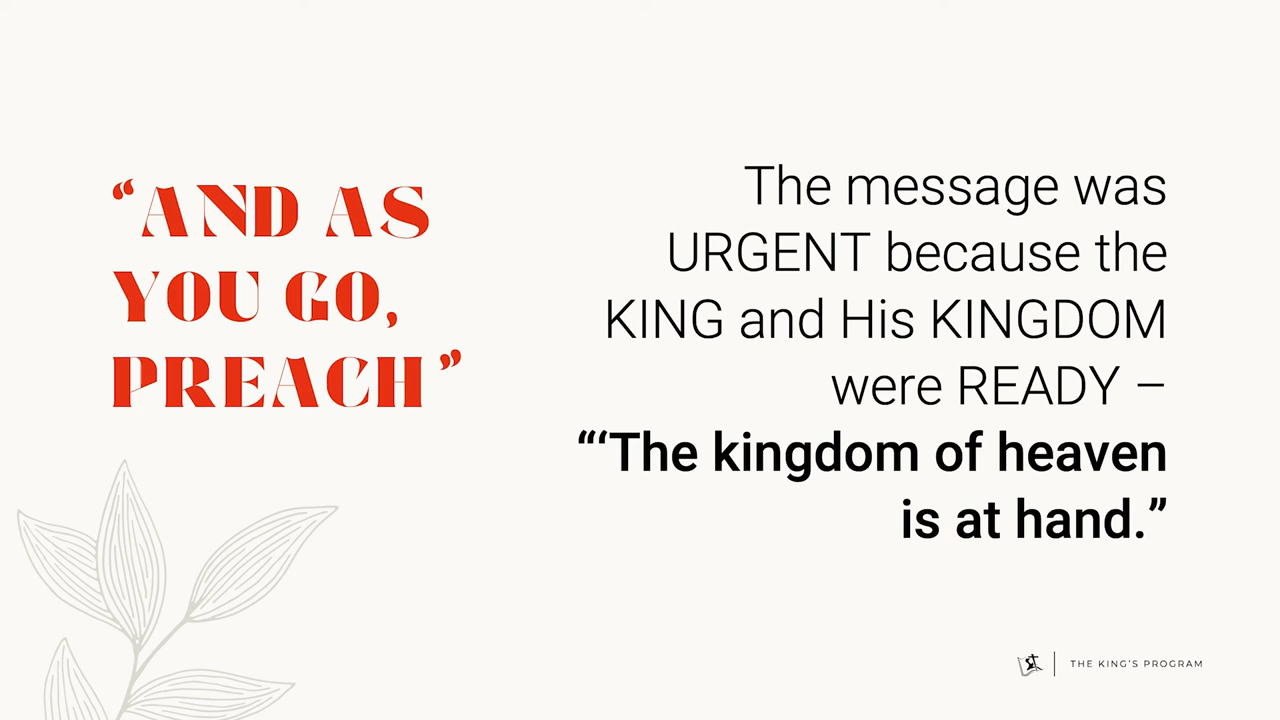 “AND AS
YOU GO,
PREACH”
The message was
URGENT because the
KING and His KINGDOM
were READY –
“‘The kingdom of heaven
is at hand.”
THE KING'S PROGRAM